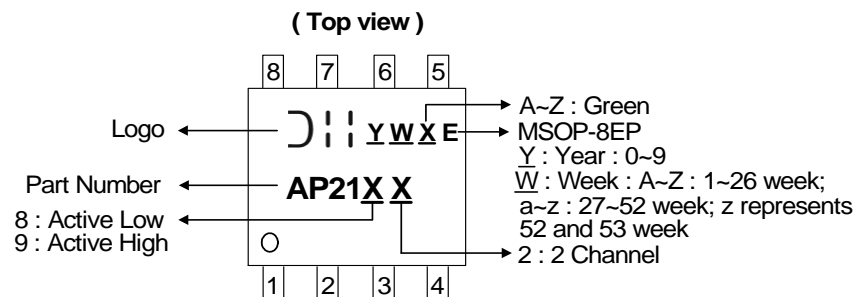 ( Top view )
8 7 6 5
Logo
Y W X E
A~Z : Green
MSOP-8EP
Y : Year : 0~9
W : Week : A~Z : 1~26 week;
a~z : 27~52 week; z represents
52 and 53 week
2 : 2 Channel
Part Number
AP21X X
8 : Active Low
9 : Active High
1 2 3 4